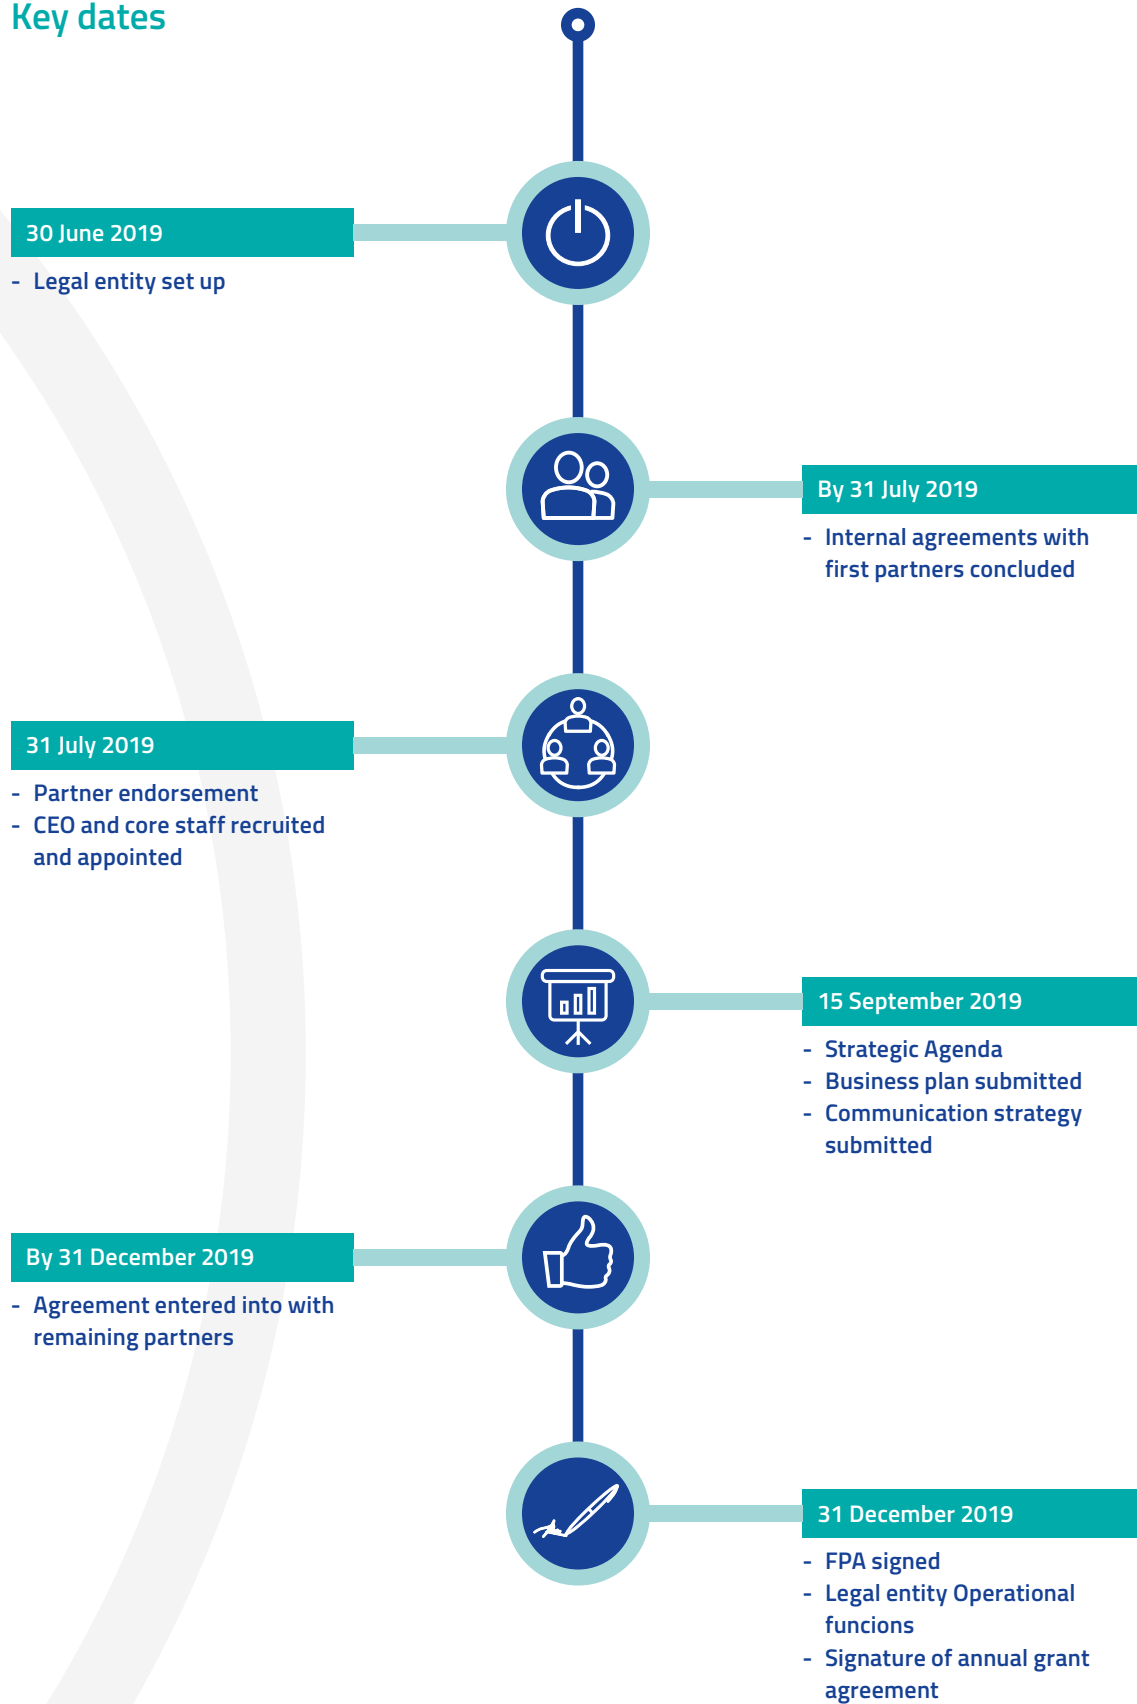 Key dates
30 June 2019
- Legal entity set up
By 31 July 2019
- Internal agreements with
first partners concluded
31 July 2019
- Partner endorsement
- CEO and core staff recruited
and appointed
15 September 2019
- Strategic Agenda
- Business plan submitted
- Communication strategy
submitted
By 31 December 2019
- Agreement entered into with
remaining partners
31 December 2019
- FPA signed
- Legal entity Operational
funcions
- Signature of annual grant
agreement